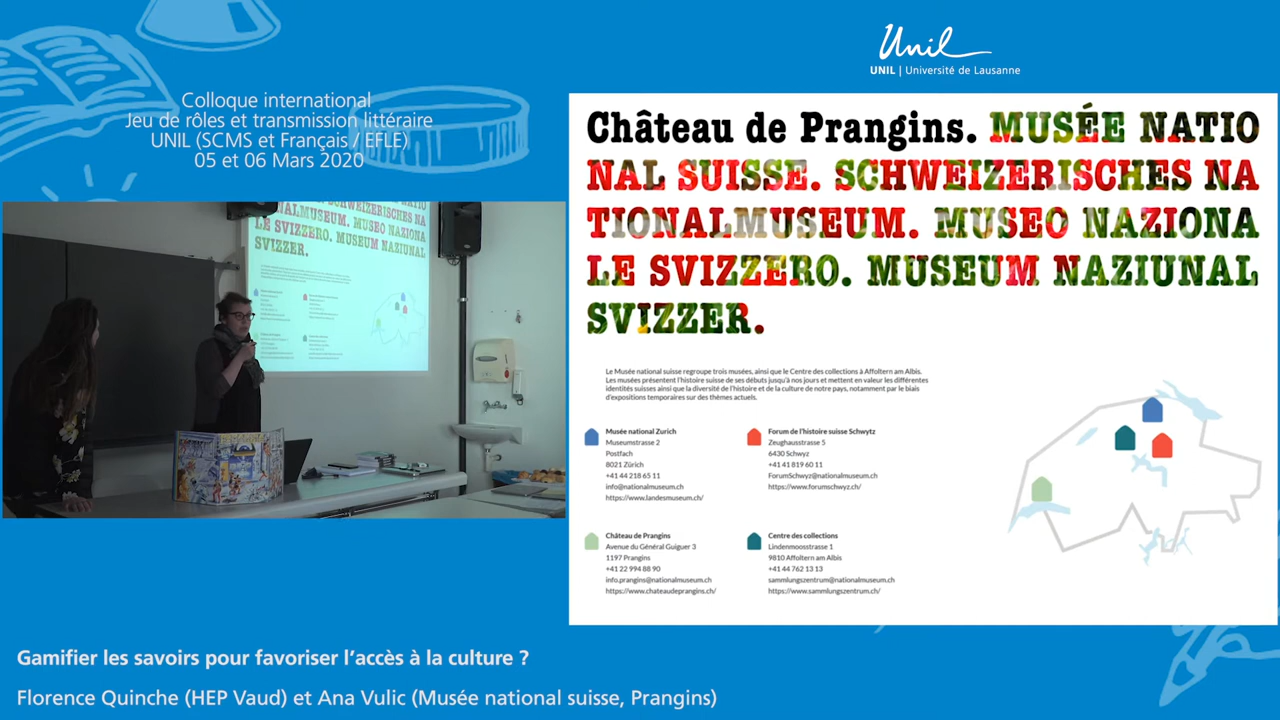 Unil
UNIL | Université de Lausanne
Colloque international
Jeu de rôles et transmission littéraire
UNIL (SCMS et Français / EFLE)
05 et 06 Mars 2020
Château de Prangins. MUSÉE NATIO
NAL SUISSE. SCHWEIZERISCHES NA
TIONALMUSEUM. MUSEO NAZIONA
LE SVIZZERO. MUSEUM NAZIUNAL
SVIZZER.
Le Musée national suisse regroupe trois musées, ainsi que le Centre des collections à Affoltern am Albis.
Les musées présentent l'histoire suisse de ses débuts jusqu'à nos jours et mettent en valeur les différentes
identités suisses ainsi que la diversité de l'histoire et de la culture de notre pays, notamment par le biais
d'expositions temporaires sur des thèmes actuels.
Musée national Zurich
Museumstrasse 2
Postfach
8021 Zürich
+41 44 218 65 11
info@nationalmuseum.ch
https://www.landesmuseum.ch/
Forum de l'histoire suisse Schwytz
Zeughausstrasse 5
6430 Schwyz
+41 41 819 60 11
ForumSchwyz@nationalmuseum.ch
https://www.forumschwyz.ch/
Château de Prangins
Avenue du Général Guiguer 3
1197 Prangins
+41 22 994 88 90
info.prangins@nationalmuseum.ch
https://www.chateaudeprangins.ch/
Centre des collections
Lindenmoosstrasse 1
9810 Affoltern am Albis
+41 44 762 13 13
sammlungszentrum@nationalmuseum.ch
https://www.sammlungszentrum.ch/
NALMUSEUM. MUSEO NAZIONA
LE SVIZZERO. MUSEUM NAZIUNAL
SVIZZER.
Gamifier les savoirs pour favoriser l'accès à la culture ?
Florence Quinche (HEP Vaud) et Ana Vulic (Musée national suisse, Prangins)